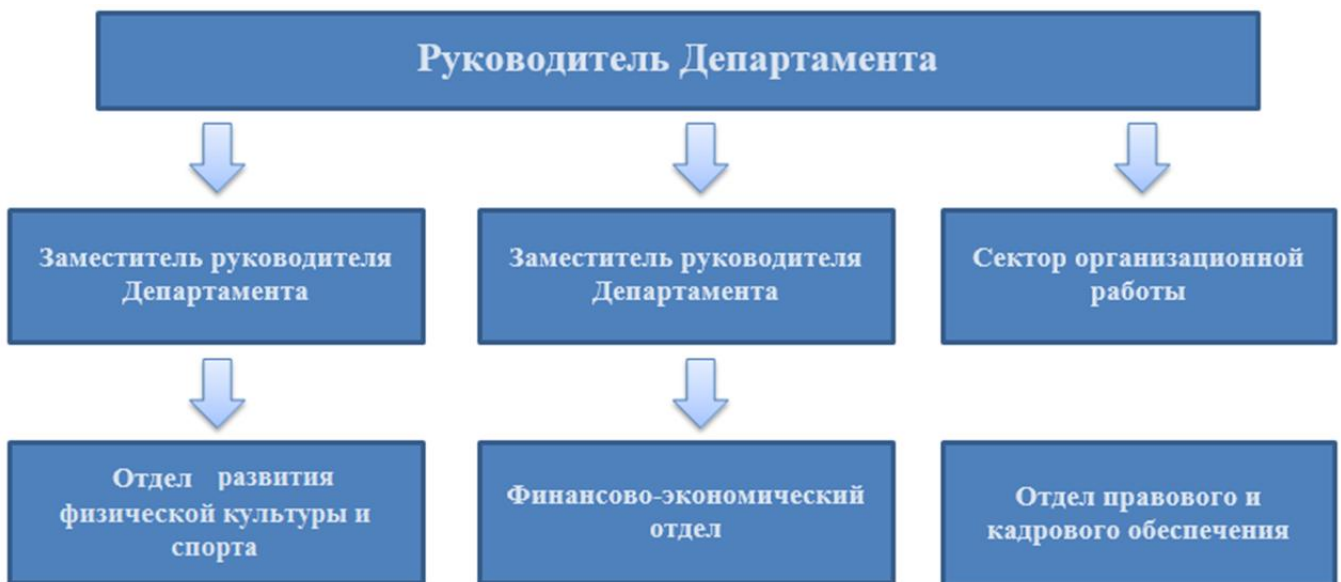 Руководитель Департамента
Заместитель руководителя
Департамента
Заместитель руководителя
Департамента
Сектор организационной
работы
Отдел развития
физической культуры и
спорта
Финансово-экономический
отдел
Отдел правового и
кадрового обеспечения